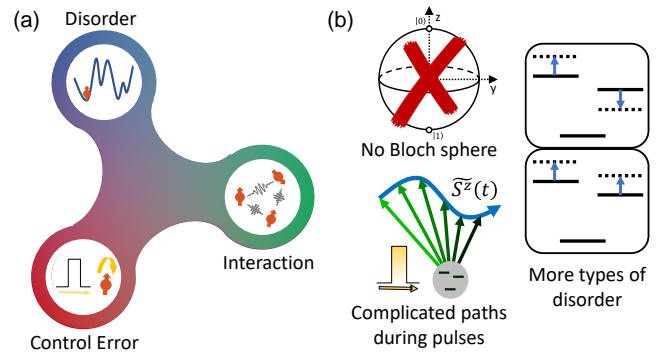 (a)
Disorder
Interaction
Control Error
(b)
|0⟩
z
y
|1⟩
No Bloch sphere
S̃ᶻ(t)
Complicated paths
during pulses
More types of
disorder